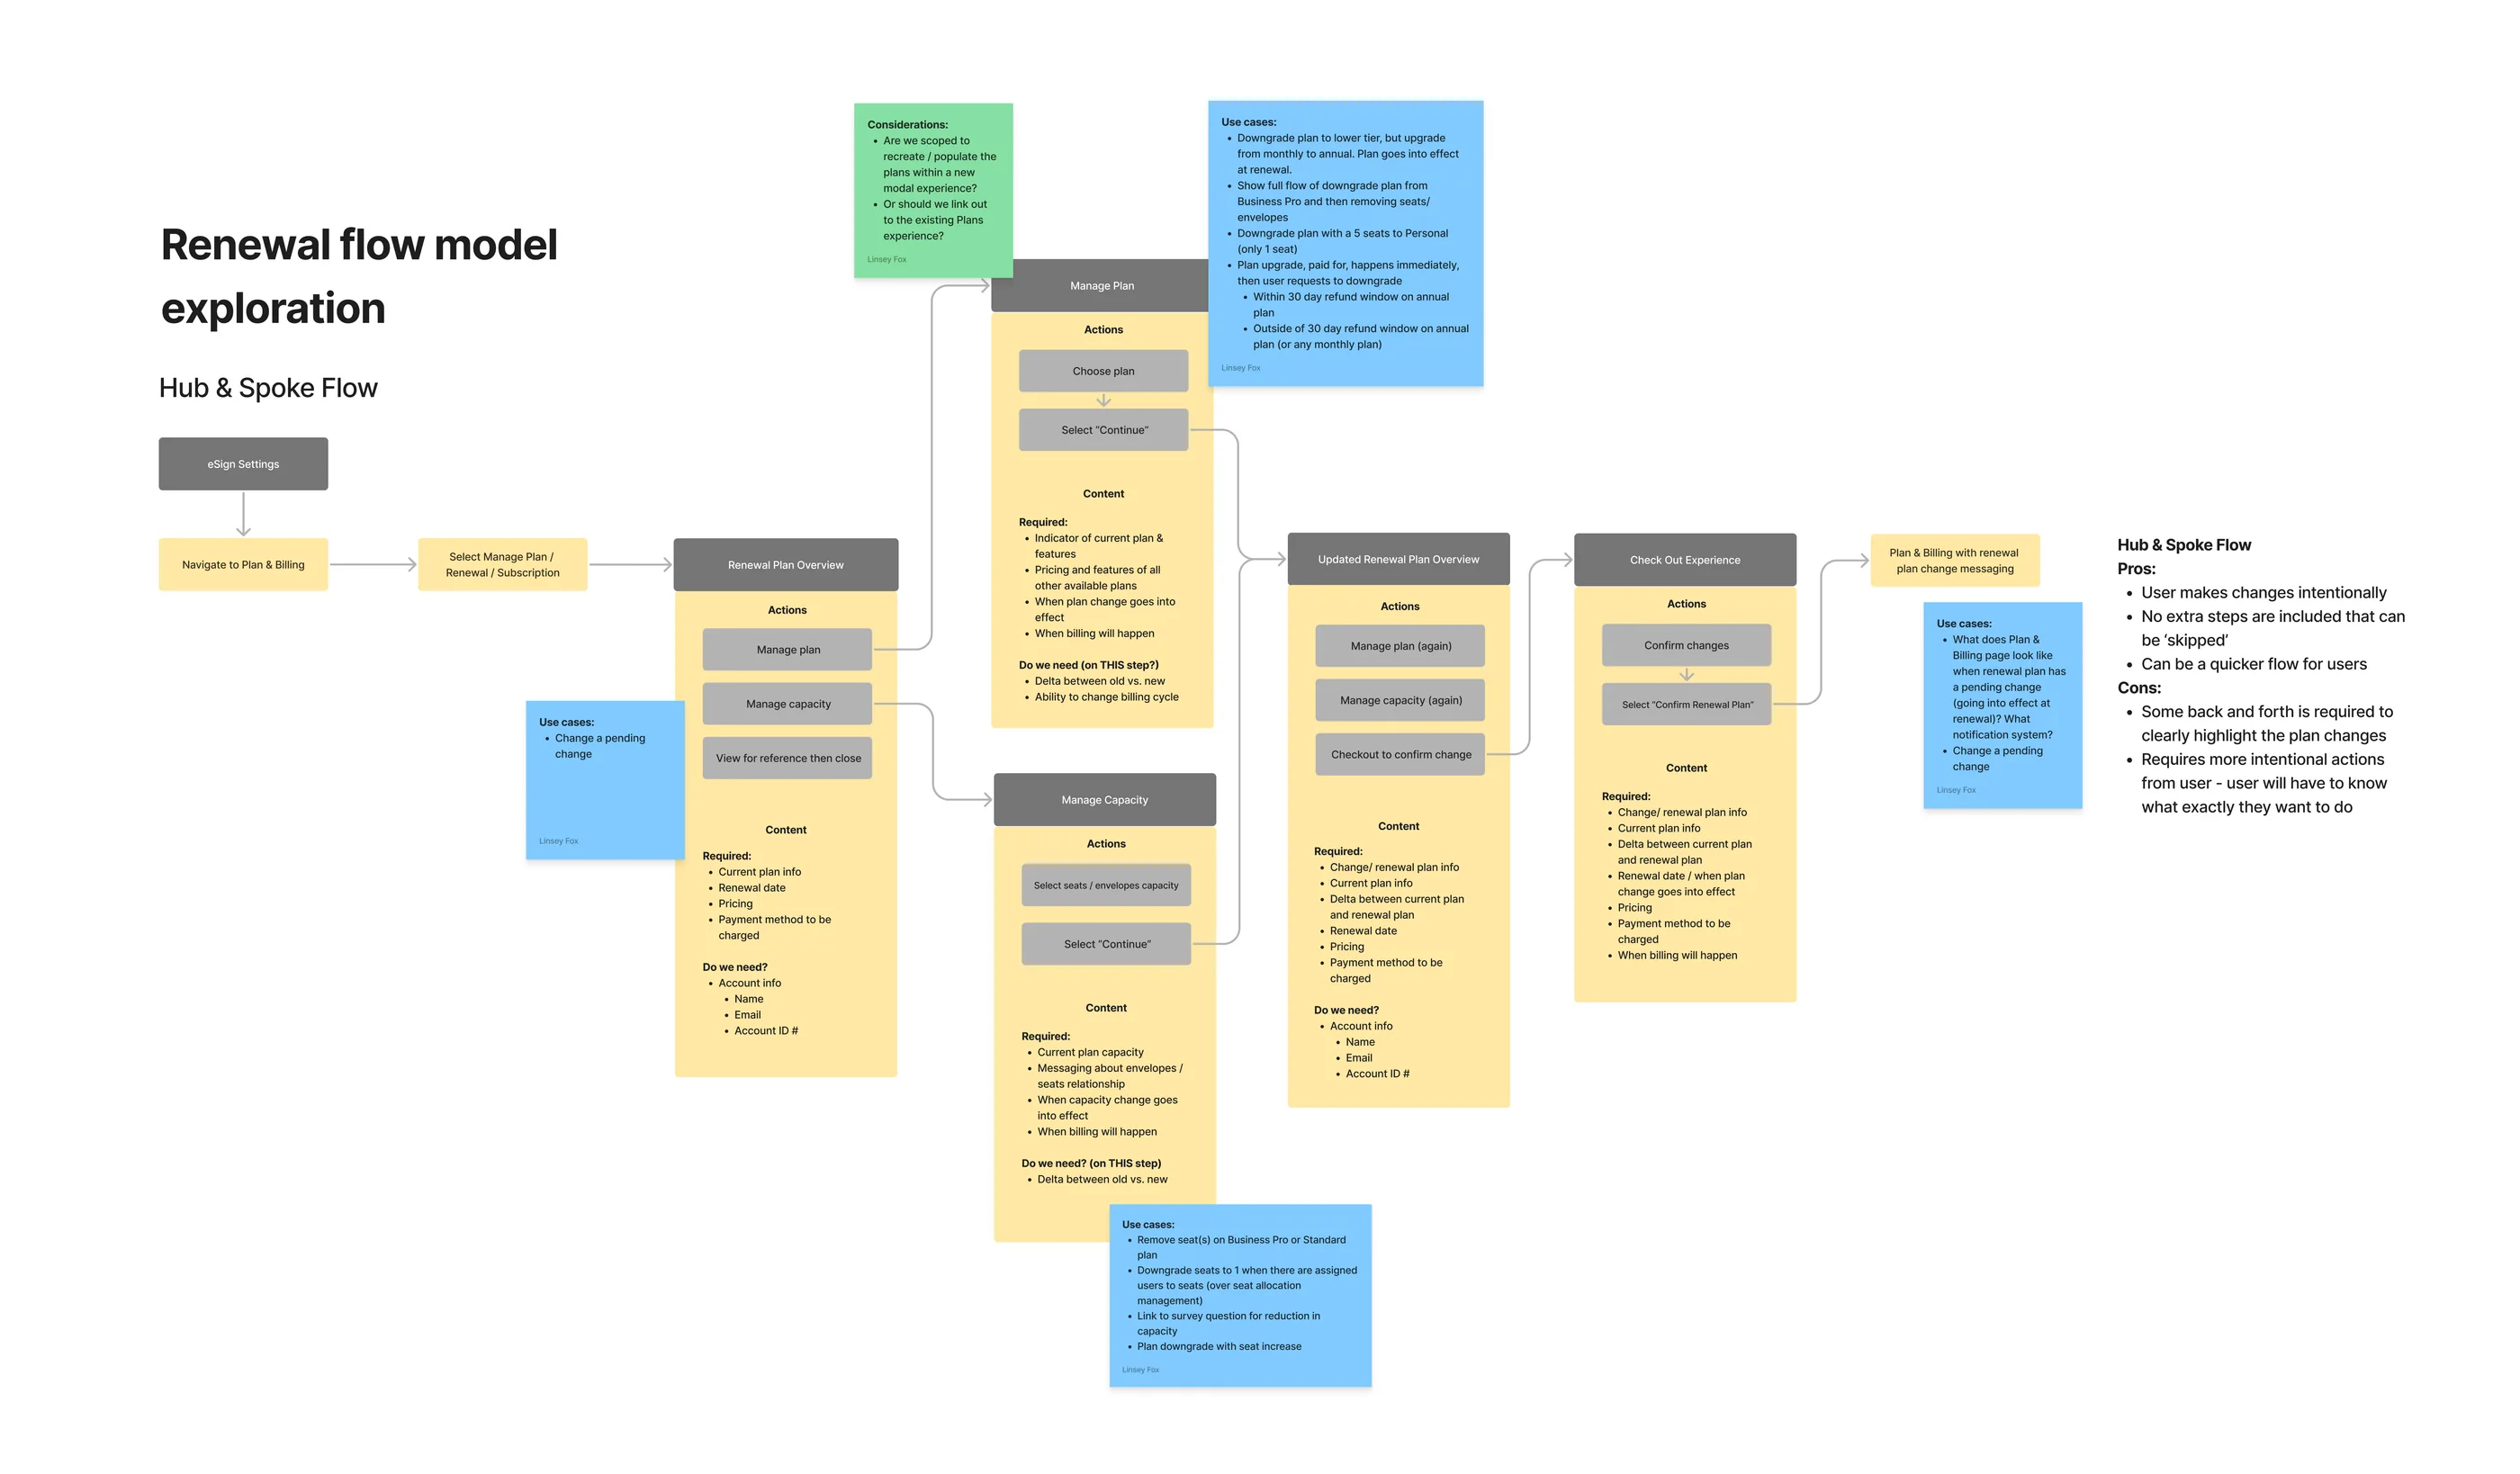 Renewal flow model
exploration
Hub & Spoke Flow
eSign Settings
Navigate to Plan & Billing
Select Manage Plan /
Renewal / Subscription
Renewal Plan Overview
Actions
Manage plan
Manage capacity
View for reference then close
Content
Required:
• Current plan info
• Renewal date
• Pricing
• Payment method to be
charged
Do we need?
• Account info
• Name
• Email
• Account ID #
Use cases:
• Change a pending
change
Linsey Fox
Considerations:
• Are we scoped to
recreate / populate the
plans within a new
modal experience?
• Or should we link out
to the existing Plans
experience?
Linsey Fox
Manage Plan
Actions
Choose plan
Select “Continue”
Content
Required:
• Indicator of current plan &
features
• Pricing and features of all
other available plans
• When plan change goes into
effect
• When billing will happen
Do we need (on THIS step?)
• Delta between old vs. new
• Ability to change billing cycle
Use cases:
• Downgrade plan to lower tier, but upgrade
from monthly to annual. Plan goes into effect
at renewal.
• Show full flow of downgrade plan from
Business Pro and then removing seats/
envelopes
• Downgrade plan with a 5 seats to Personal
(only 1 seat)
• Plan upgrade, paid for, happens immediately,
then user requests to downgrade
• Within 30 day refund window on annual
plan
• Outside of 30 day refund window on annual
plan (or any monthly plan)
Linsey Fox
Manage Capacity
Actions
Select seats / envelopes capacity
Select “Continue”
Content
Required:
• Current plan capacity
• Messaging about envelopes /
seats relationship
• When capacity change goes
into effect
• When billing will happen
Do we need? (on THIS step)
• Delta between old vs. new
Use cases:
• Remove seat(s) on Business Pro or Standard
plan
• Downgrade seats to 1 when there are assigned
users to seats (over seat allocation
management)
• Link to survey question for reduction in
capacity
• Plan downgrade with seat increase
Linsey Fox
Updated Renewal Plan Overview
Actions
Manage plan (again)
Manage capacity (again)
Checkout to confirm change
Content
Required:
• Change/ renewal plan info
• Current plan info
• Delta between current plan
and renewal plan
• Renewal date
• Pricing
• Payment method to be
charged
Do we need?
• Account info
• Name
• Email
• Account ID #
Check Out Experience
Actions
Confirm changes
Select “Confirm Renewal Plan”
Content
Required:
• Change/ renewal plan info
• Current plan info
• Delta between current plan
and renewal plan
• Renewal date / when plan
change goes into effect
• Pricing
• Payment method to be
charged
• When billing will happen
Plan & Billing with renewal
plan change messaging
Use cases:
• What does Plan &
Billing page look like
when renewal plan has
a pending change
(going into effect at
renewal)? What
notification system?
• Change a pending
change
Linsey Fox
Hub & Spoke Flow
Pros:
• User makes changes intentionally
• No extra steps are included that can
be ‘skipped’
• Can be a quicker flow for users
Cons:
• Some back and forth is required to
clearly highlight the plan changes
• Requires more intentional actions
from user - user will have to know
what exactly they want to do